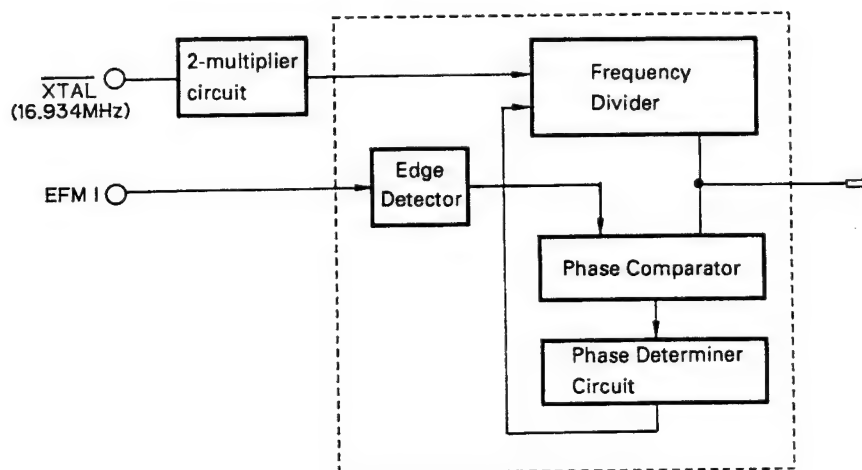 2-multiplier
circuit
XTAL
(16.934MHz)
Frequency
Divider
EFM I
Edge
Detector
Phase Comparator
Phase Determiner
Circuit